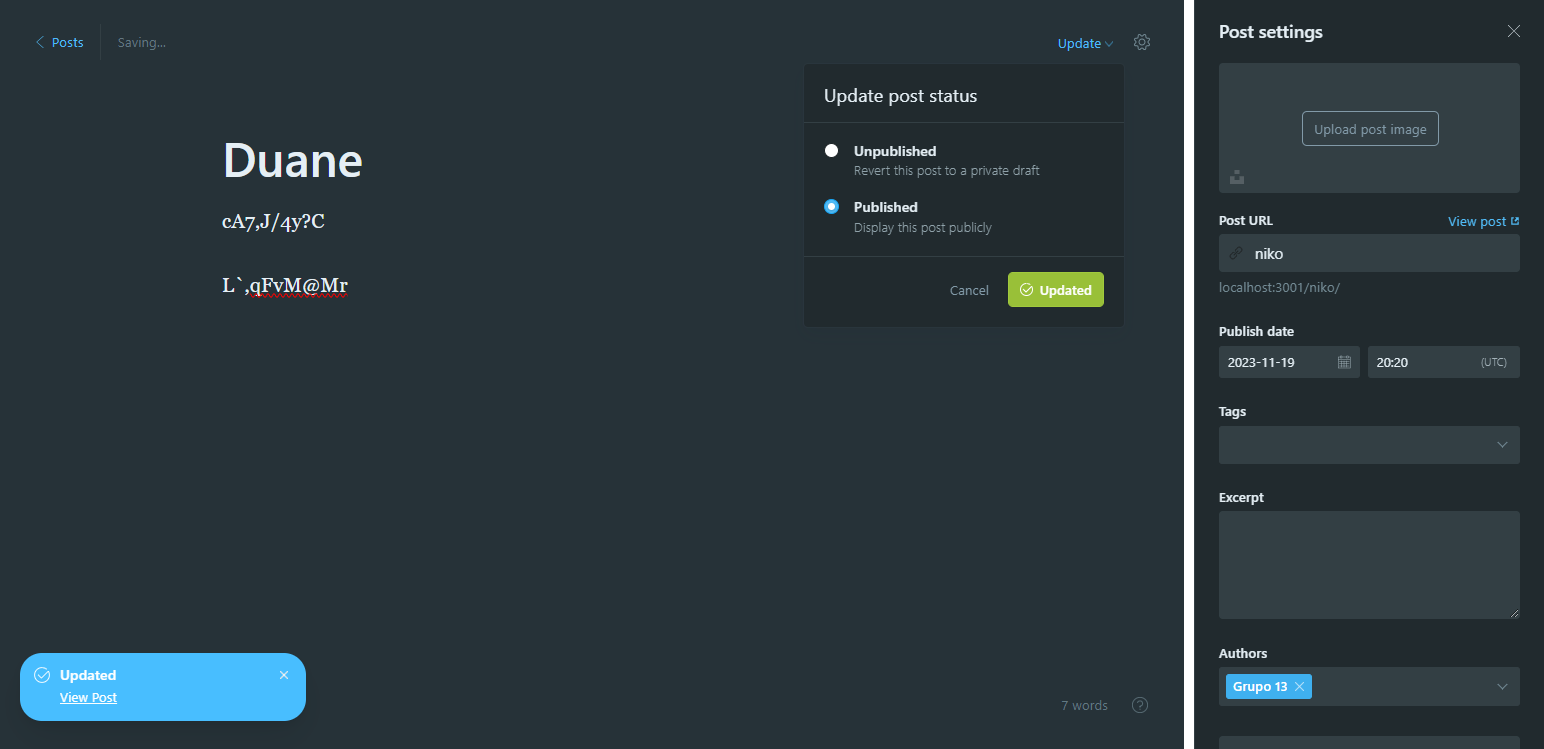 Posts
Saving...
Update
Update post status
Unpublished
Revert this post to a private draft
Published
Display this post publicly
Cancel
Updated
Duane
cA7,J/4y?C
L`,qFvM@Mr
Updated
View Post
7 words
?
Post settings
Upload post image
Post URL
View post
niko
localhost:3001/niko/
Publish date
2023-11-19
20:20
(UTC)
Tags
Excerpt
Authors
Grupo 13